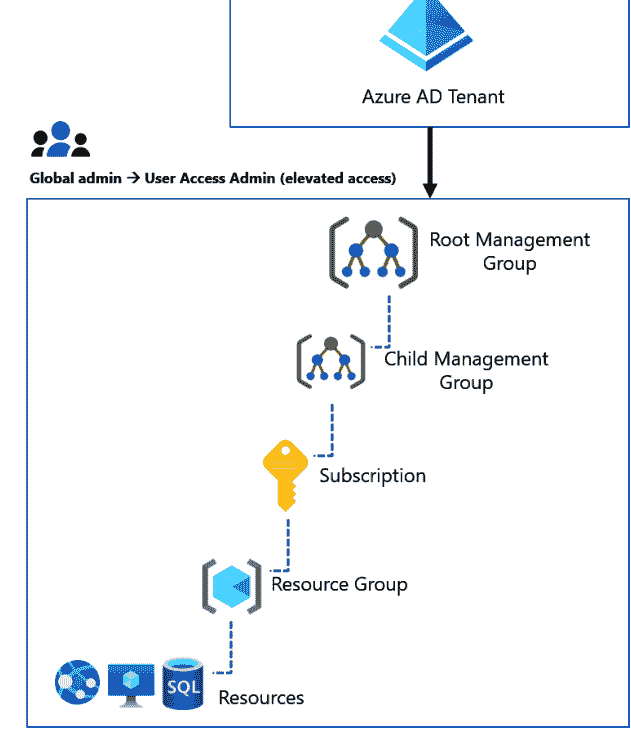 Azure AD Tenant
Global admin → User Access Admin (elevated access)
Root Management
Group
Child Management
Group
Subscription
Resource Group
SQL
Resources